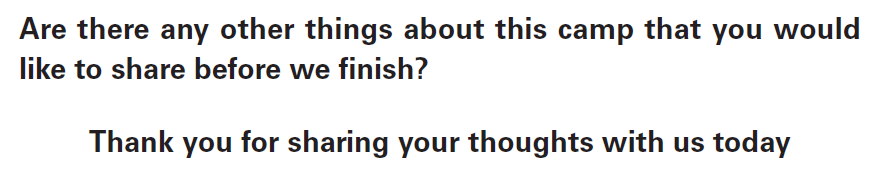 Are there any other things about this camp that you would
like to share before we finish?
Thank you for sharing your thoughts with us today